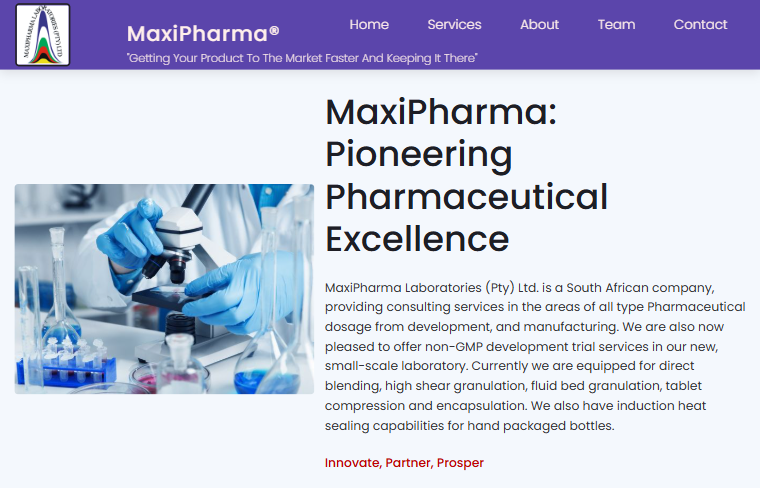 MAXIPHARMA LABORATORIES (PTY) LTD
MaxiPharma®
"Getting Your Product To The Market Faster And Keeping It There"
Home Services About Team Contact
MaxiPharma:
Pioneering
Pharmaceutical
Excellence
MaxiPharma Laboratories (Pty) Ltd. is a South African company,
providing consulting services in the areas of all type Pharmaceutical
dosage from development, and manufacturing. We are also now
pleased to offer non-GMP development trial services in our new,
small-scale laboratory. Currently we are equipped for direct
blending, high shear granulation, fluid bed granulation, tablet
compression and encapsulation. We also have induction heat
sealing capabilities for hand packaged bottles.
Innovate, Partner, Prosper